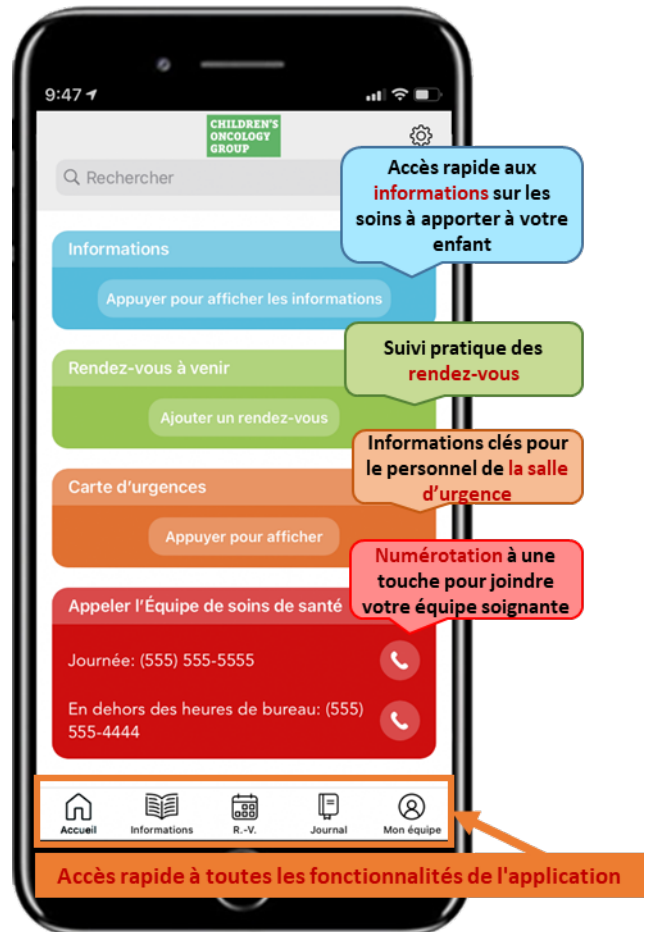 9:47
CHILDREN'S
ONCOLOGY
GROUP
Rechercher
Accès rapide aux
informations sur les
soins à apporter à votre
enfant
Informations
Appuyer pour afficher les informations
Suivi pratique des
rendez-vous
Rendez-vous à venir
Ajouter un rendez-vous
Informations clés pour
le personnel de la salle
d'urgence
Carte d'urgences
Appuyer pour afficher
Numérotation à une
touche pour joindre
votre équipe soignante
Appeler l'Équipe de soins de santé
Journée: (555) 555-5555
En dehors des heures de bureau: (555)
555-4444
Accueil Informations R.-V. Journal Mon équipe
Accès rapide à toutes les fonctionnalités de l'application